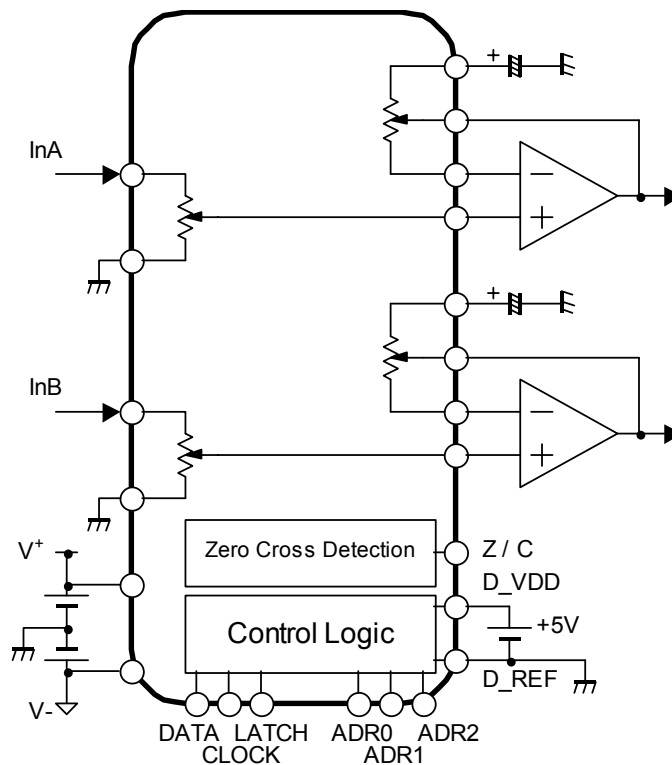 +
InA
−
+
+
InB
−
+
Zero Cross Detection
Z / C
V+
D_VDD
Control Logic
+5V
D_REF
V-
DATA LATCH ADR0 ADR2
CLOCK ADR1